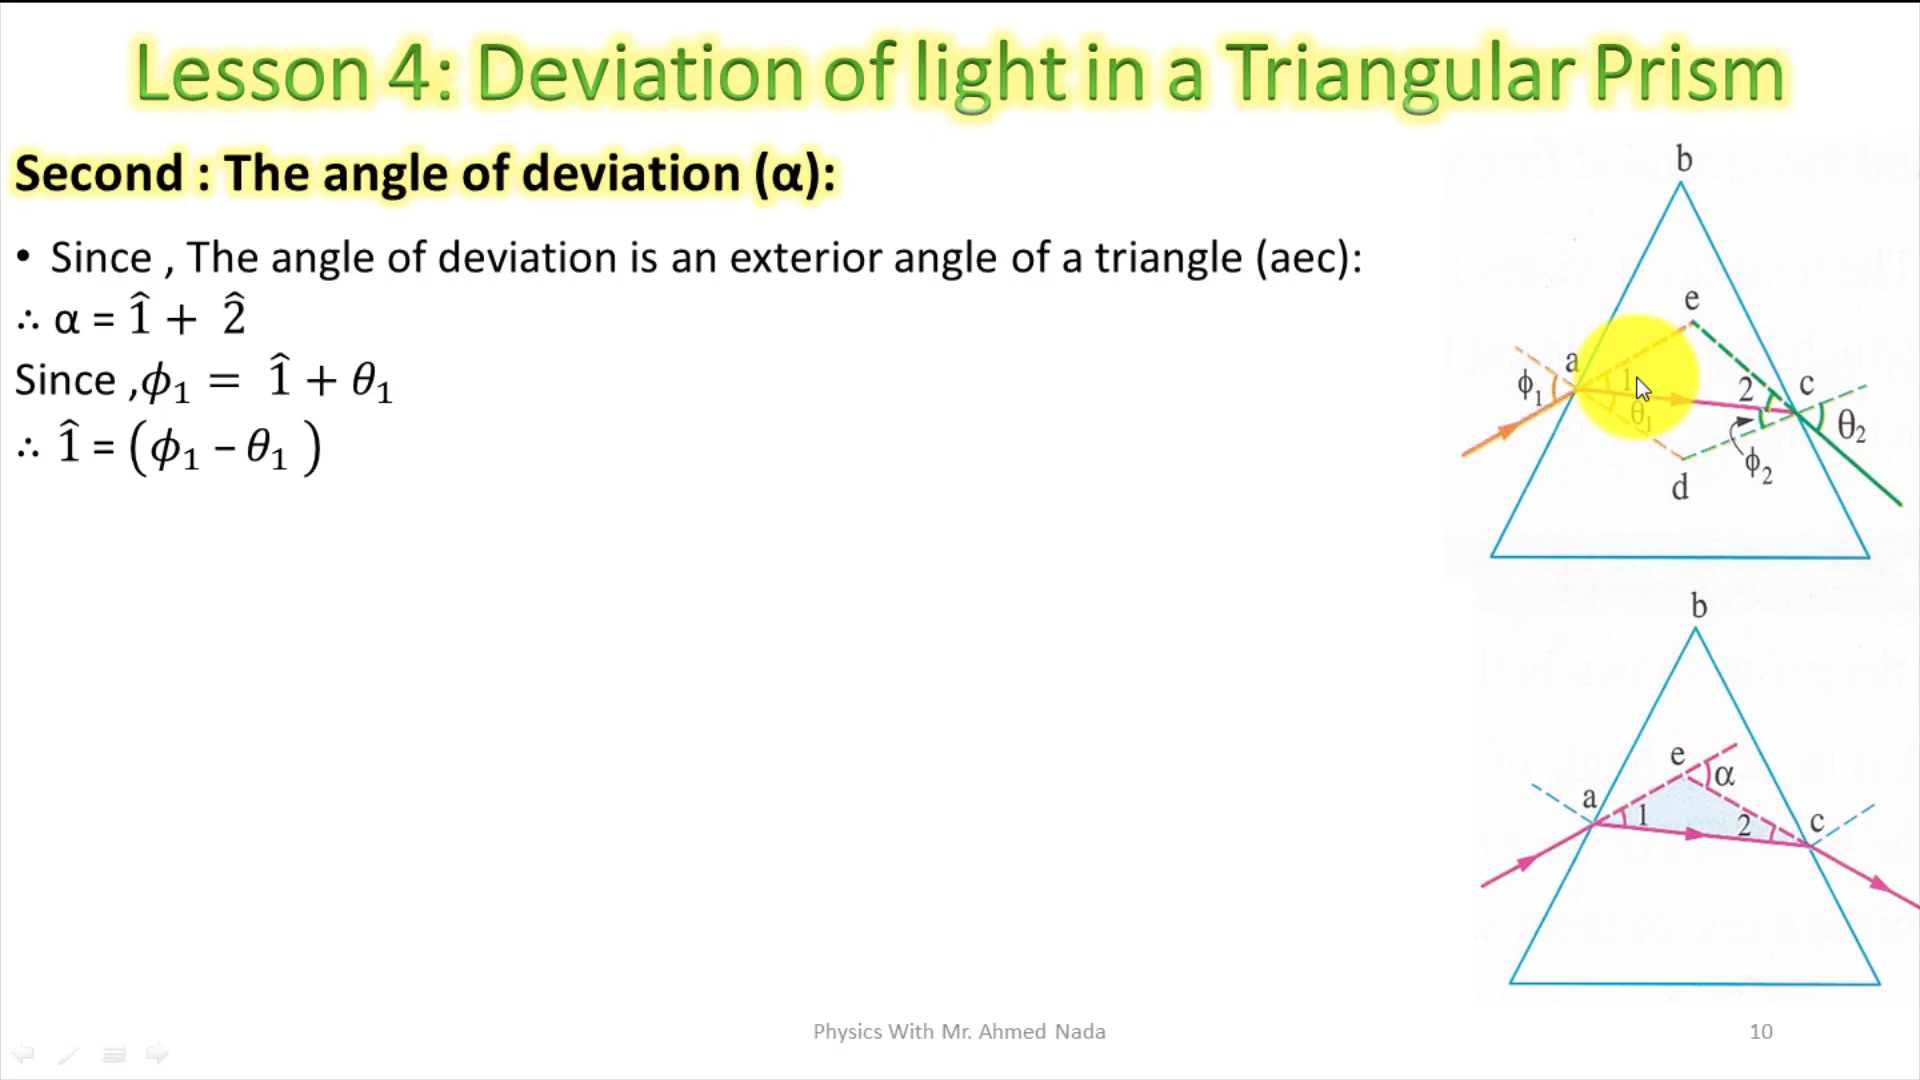 Lesson 4: Deviation of light in a Triangular Prism
Second : The angle of deviation (α):
• Since , The angle of deviation is an exterior angle of a triangle (aec):
∴ α = 1̂ + 2̂
Since ,ϕ₁ = 1̂ + θ₁
∴ 1̂ = (ϕ₁ – θ₁ )
b
e
a
1
2
c
ϕ₁
θ₁
θ₂
ϕ₂
d
b
e
α
a
1
2
c
Physics With Mr. Ahmed Nada
10